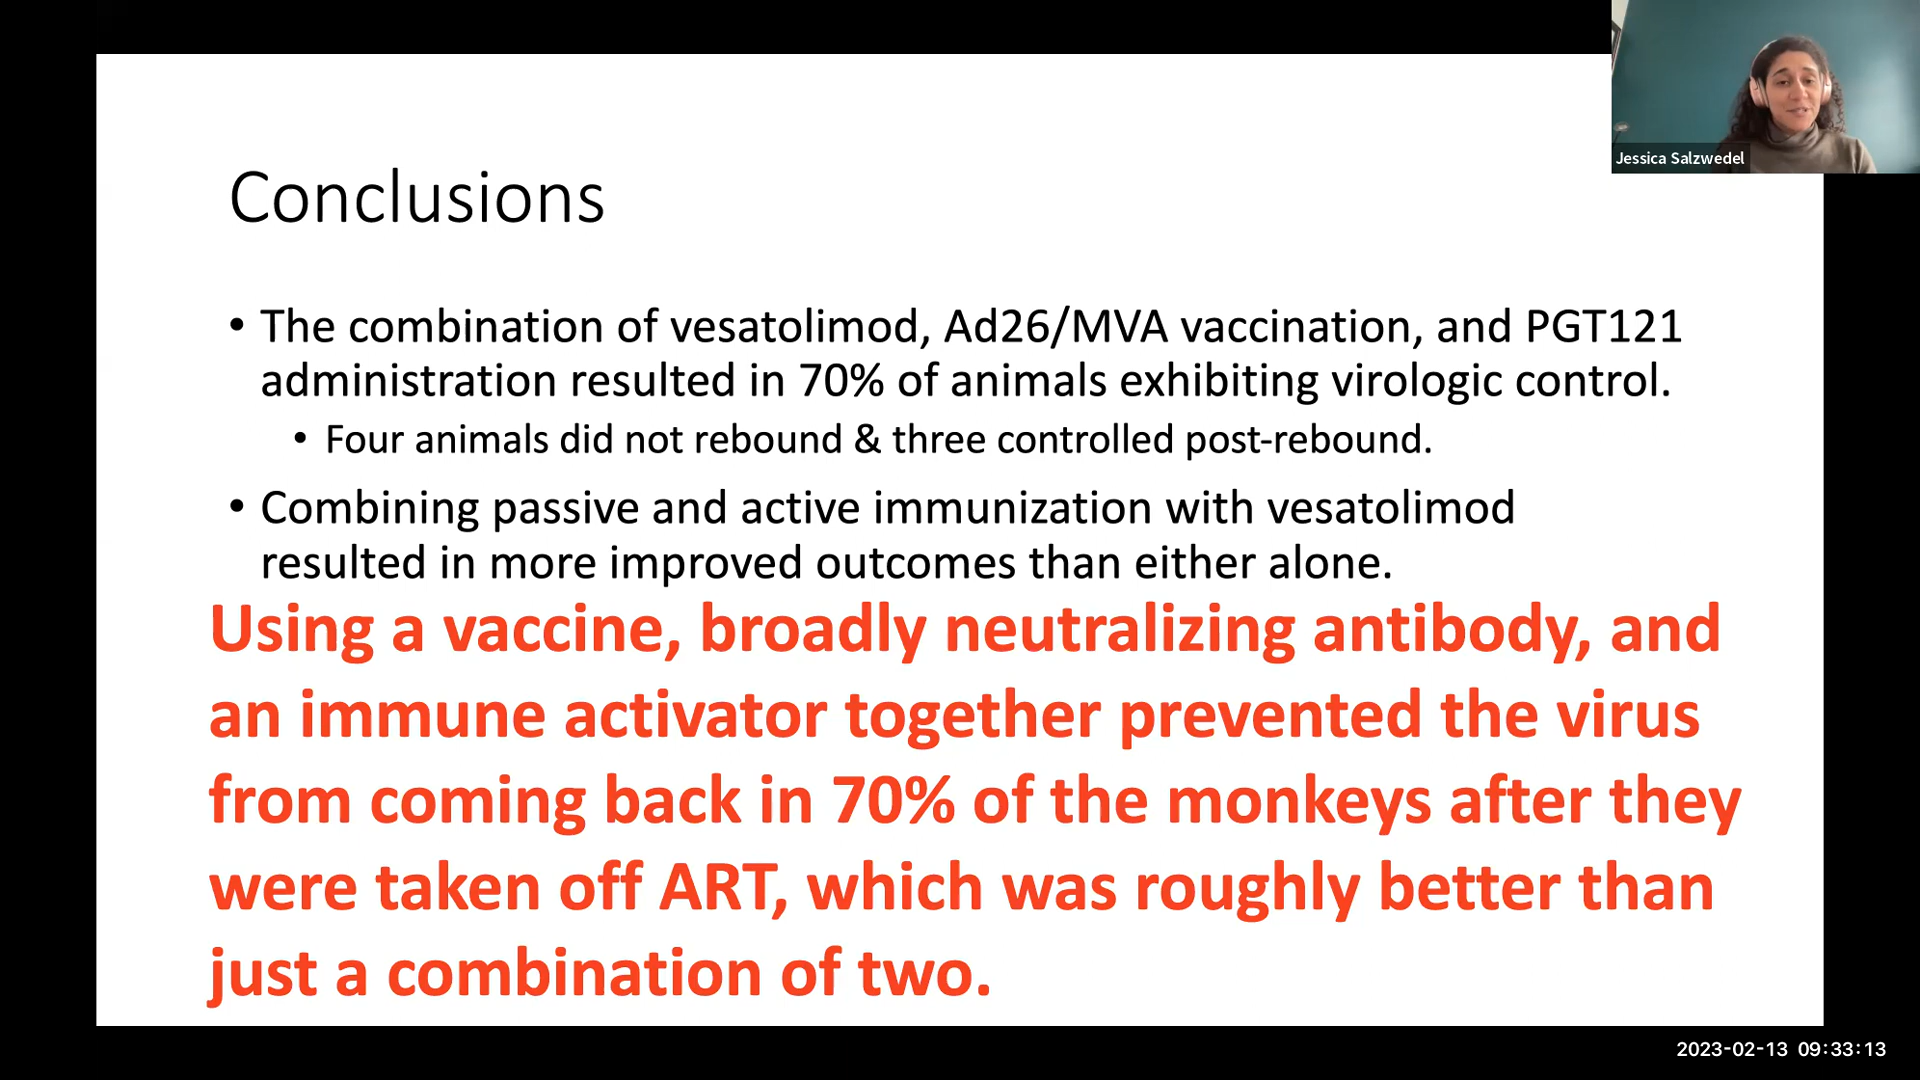 Jessica Salzwedel
Conclusions
• The combination of vesatolimod, Ad26/MVA vaccination, and PGT121
administration resulted in 70% of animals exhibiting virologic control.
• Four animals did not rebound & three controlled post-rebound.
• Combining passive and active immunization with vesatolimod
resulted in more improved outcomes than either alone.
Using a vaccine, broadly neutralizing antibody, and
an immune activator together prevented the virus
from coming back in 70% of the monkeys after they
were taken off ART, which was roughly better than
just a combination of two.
2023-02-13 09:33:13